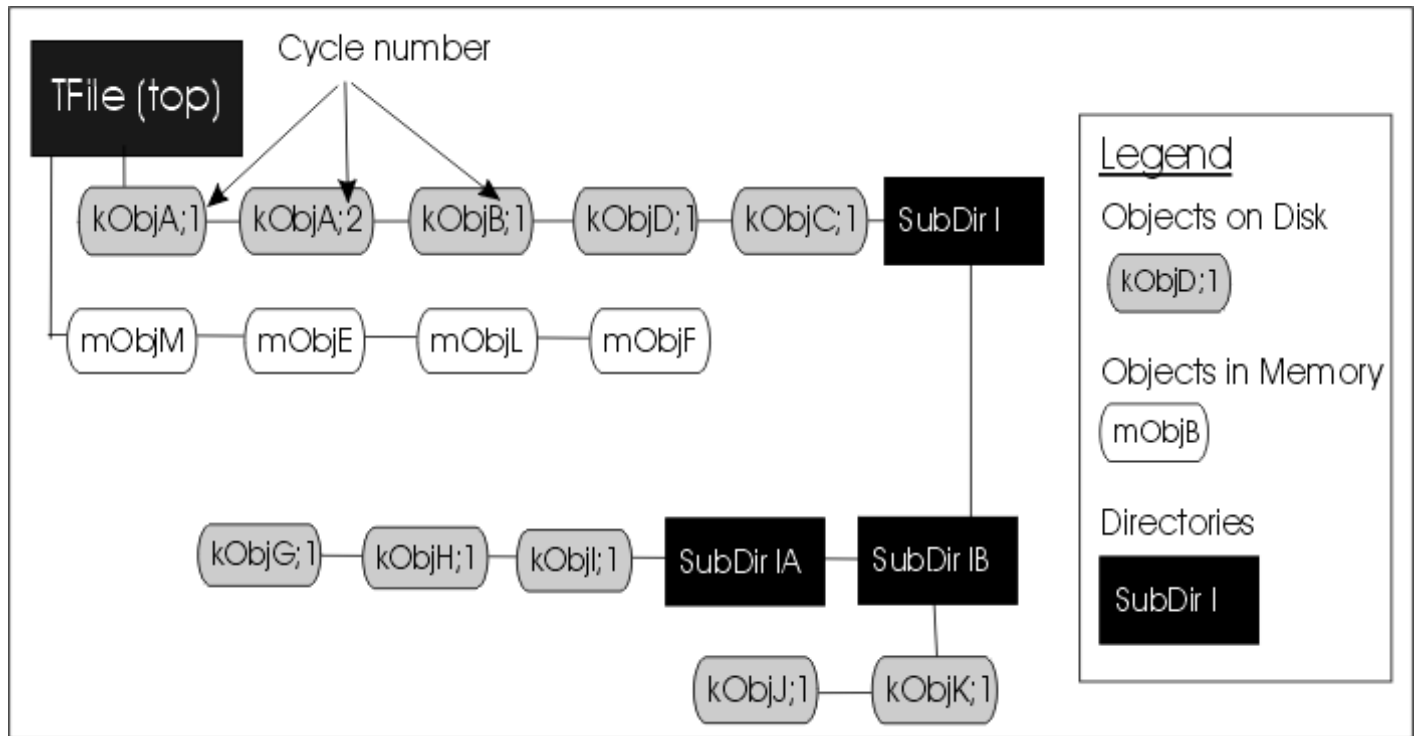 Cycle number
TFile (top)
kObjA;1
kObjA;2
kObjB;1
kObjD;1
kObjC;1
SubDir I
mObjM
mObjE
mObjL
mObjF
kObjG;1
kObjH;1
kObjI;1
SubDir IA
SubDir IB
kObjJ;1
kObjK;1
Legend
Objects on Disk
kObjD;1
Objects in Memory
mObjB
Directories
SubDir I